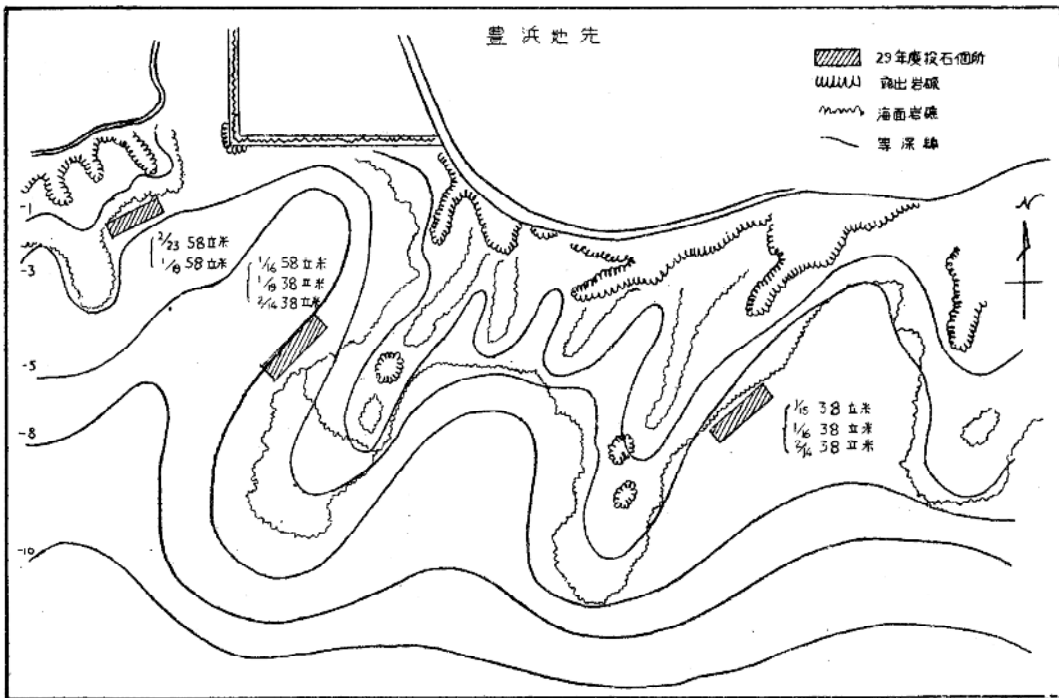 豊浜地先
29年度投石個所
露出岩礁
海面岩礁
等深線
N
-1
-3
-5
-8
-10
2/23 58立米
1/18 58立米
1/16 58立米
1/18 38立米
2/14 38立米
1/15 38立米
1/16 38立米
2/14 38立米